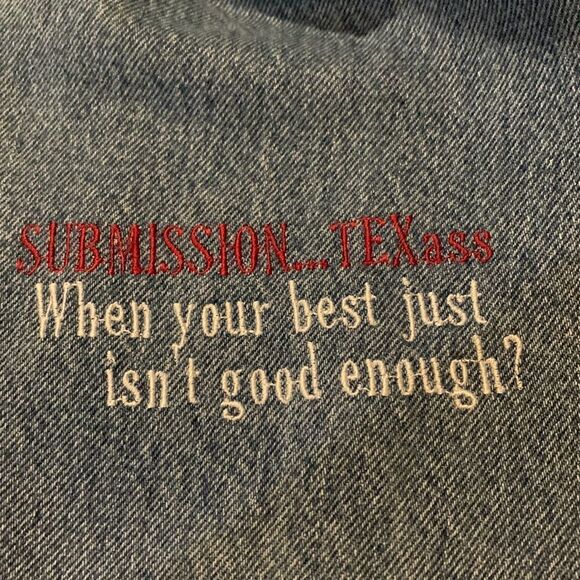 SUBMISSION...TEXass
When your best just
isn't good enough?